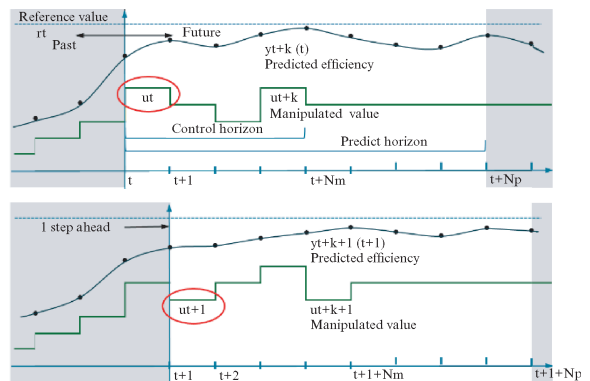 Reference value
rt
Past
Future
yt+k (t)
Predicted efficiency
ut
ut+k
Manipulated value
Control horizon
Predict horizon
t
t+1
t+Nm
t+Np
1 step ahead
yt+k+1 (t+1)
Predicted efficiency
ut+1
ut+k+1
Manipulated value
t+1
t+2
t+1+Nm
t+1+Np